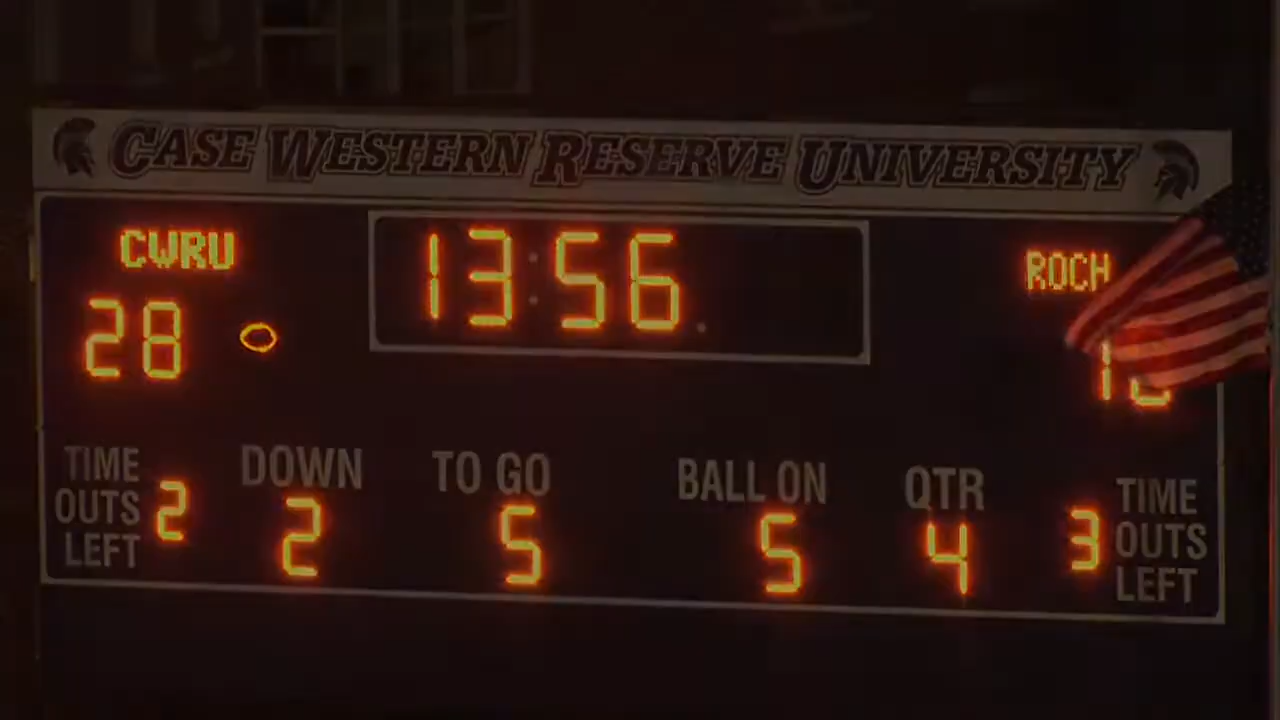 CASE WESTERN RESERVE UNIVERSITY
CWRU 13:56 ROCH
28
TIME OUTS LEFT 2
DOWN 2
TO GO 5
BALL ON 5
QTR 4
3 TIME OUTS LEFT